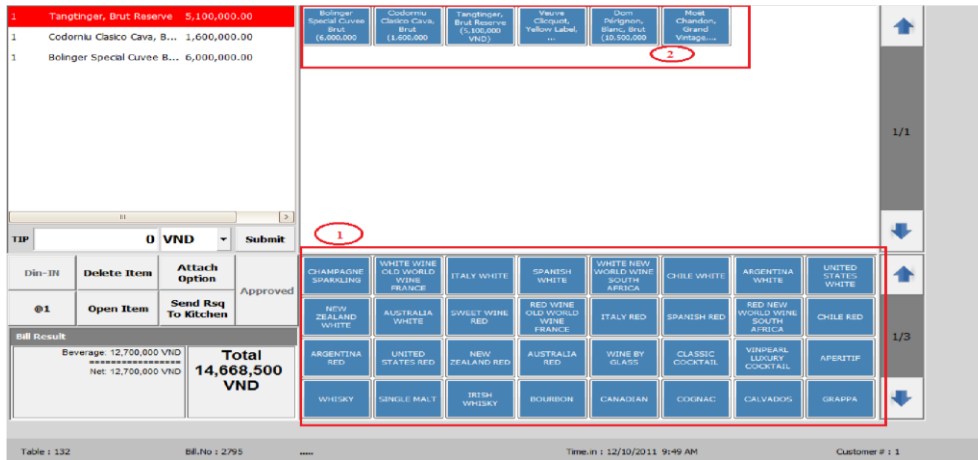 1 Tangtinger, Brut Reserve 5,100,000.00
1 Codorniu Clasico Cava, B... 1,600,000.00
1 Bolinger Special Cuvee B... 6,000,000.00
Bolinger
Special Cuvee
Brut
(6.000.000
Codorniu
Clasico Cava,
Brut
(1.600.000
Tangtinger,
Brut Reserve
(5,100,000
VND)
Veuve
Clicquot,
Yellow Label,
...
Dom
Pérignon,
Blanc, Brut
(10.500,000
Moet
Chandon,
Grand
Vintage....
2
1/1
TIP 0 VND Submit
1
Din-IN
Delete Item
Attach
Option
Approved
@1
Open Item
Send Rsq
To Kitchen
Bill Result
Beverage: 12,700,000 VND
==================
Net: 12,700,000 VND
Total
14,668,500
VND
CHAMPAGNE
SPARKLING
WHITE WINE
OLD WORLD
WINE
FRANCE
ITALY WHITE
SPANISH
WHITE
WHITE NEW
WORLD WINE
SOUTH
AFRICA
CHILE WHITE
ARGENTINA
WHITE
UNITED
STATES
WHITE
NEW
ZEALAND
WHITE
AUSTRALIA
WHITE
SWEET WINE
RED
RED WINE
OLD WORLD
WINE
FRANCE
ITALY RED
SPANISH RED
RED NEW
WORLD WINE
SOUTH
AFRICA
CHILE RED
ARGENTINA
RED
UNITED
STATES RED
NEW
ZEALAND RED
AUSTRALIA
RED
WINE BY
GLASS
CLASSIC
COCKTAIL
VINPEARL
LUXURY
COCKTAIL
APERITIF
WHISKY
SINGLE MALT
IRISH
WHISKY
BOURBON
CANADIAN
COGNAC
CALVADOS
GRAPPA
1/3
Table : 132 Bill.No : 2795 ..... Time.in : 12/10/2011 9:49 AM Customer# : 1